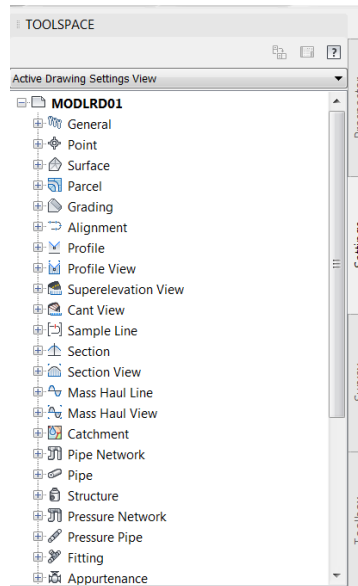 TOOLSPACE
?
Active Drawing Settings View
MODLRD01
General
Point
Surface
Parcel
Grading
Alignment
Profile
Profile View
Superelevation View
Cant View
Sample Line
Section
Section View
Mass Haul Line
Mass Haul View
Catchment
Pipe Network
Pipe
Structure
Pressure Network
Pressure Pipe
Fitting
Appurtenance
Settings